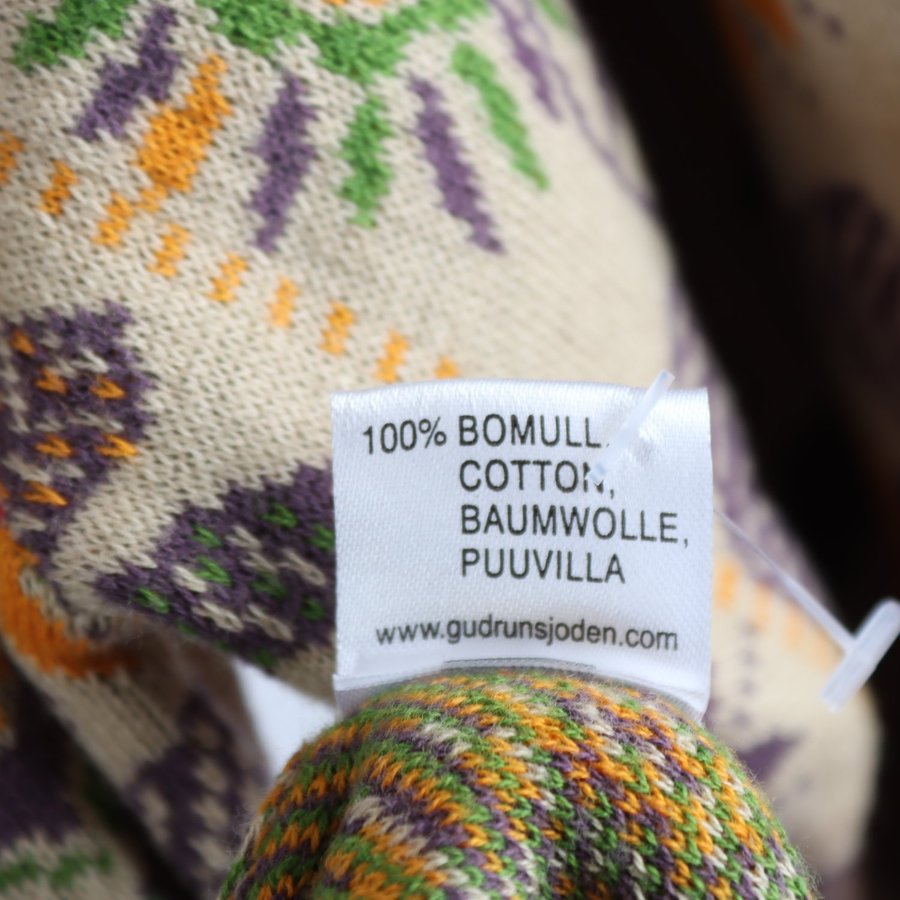 100% BOMULL,
COTTON,
BAUMWOLLE,
PUUVILLA
www.gudrunsjoden.com